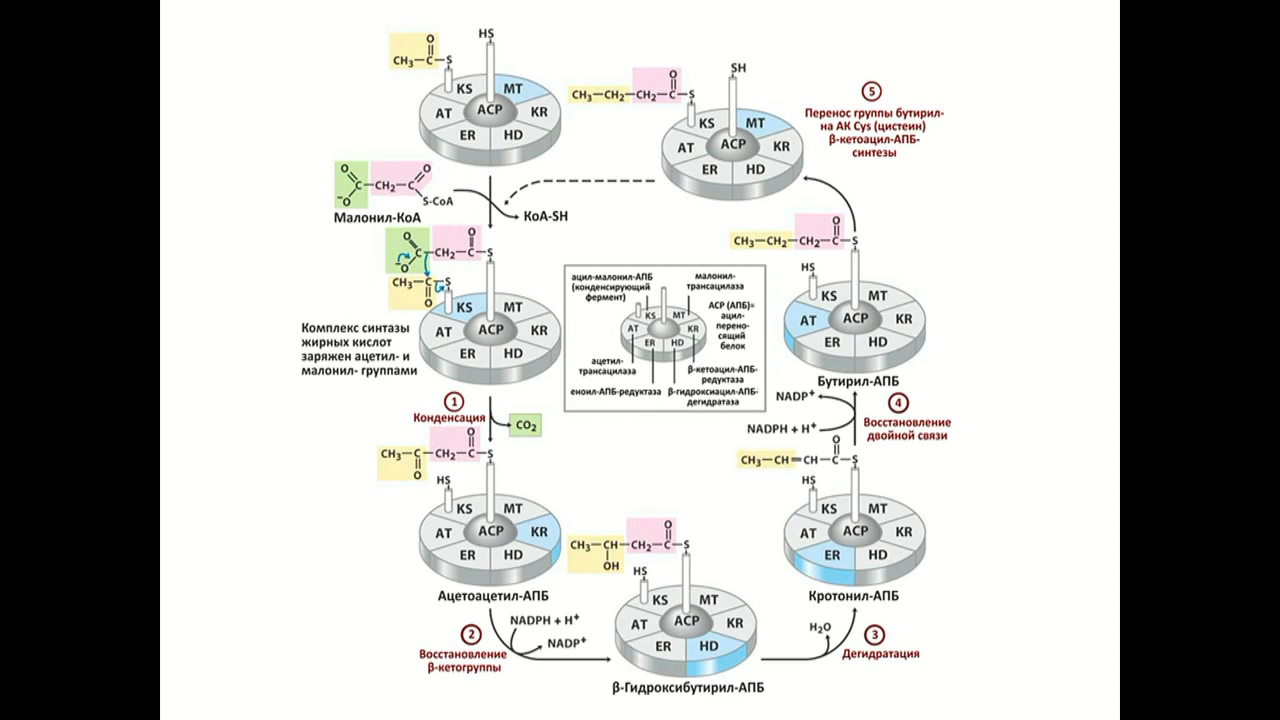 O
CH₃—C—S
HS
KS
MT
AT
ACP
KR
ER
HD
O
O
C—CH₂—C
⁻O
S-CoA
Малонил-КоА
КоА-SH
O
O
C—CH₂—C—S
⁻O
CH₃—C—S
O
KS
MT
AT
ACP
KR
ER
HD
Комплекс синтазы
жирных кислот
заряжен ацетил- и
малонил- группами
1
Конденсация
CO₂
O
CH₃—C—CH₂—C—S
O
HS
KS
MT
AT
ACP
KR
ER
HD
Ацетоацетил-АПБ
2
Восстановление
β-кетогруппы
NADPH + H⁺
NADP⁺
O
CH₃—CH—CH₂—C—S
OH
HS
KS
MT
AT
ACP
KR
ER
HD
β-Гидроксибутирил-АПБ
H₂O
3
Дегидратация
O
CH₃—CH=CH—C—S
HS
KS
MT
AT
ACP
KR
ER
HD
Кротонил-АПБ
NADP⁺
NADPH + H⁺
4
Восстановление
двойной связи
O
CH₃—CH₂—CH₂—C—S
HS
KS
MT
AT
ACP
KR
ER
HD
Бутирил-АПБ
O
CH₃—CH₂—CH₂—C—S
SH
KS
MT
AT
ACP
KR
ER
HD
5
Перенос группы бутирил-
на АК Cys (цистеин)
β-кетоацил-АПБ-
синтезы
ацил-малонил-АПБ
(конденсирующий
фермент)
малонил-
трансацилаза
ACP (АПБ)=
ацил-
перено-
сящий
белок
KS
MT
AT
KR
ER
HD
ацетил-
трансацилаза
β-кетоацил-АПБ-
редуктаза
еноил-АПБ-редуктаза
β-гидроксиацил-АПБ-
дегидратаза